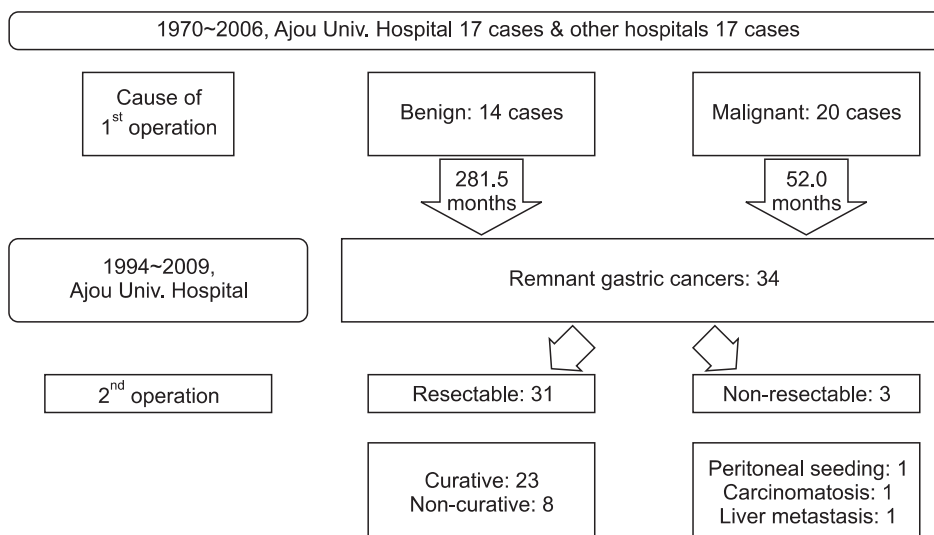 1970~2006, Ajou Univ. Hospital 17 cases & other hospitals 17 cases
Cause of
1st operation
Benign: 14 cases
Malignant: 20 cases
281.5
months
52.0
months
1994~2009,
Ajou Univ. Hospital
Remnant gastric cancers: 34
2nd operation
Resectable: 31
Non-resectable: 3
Curative: 23
Non-curative: 8
Peritoneal seeding: 1
Carcinomatosis: 1
Liver metastasis: 1